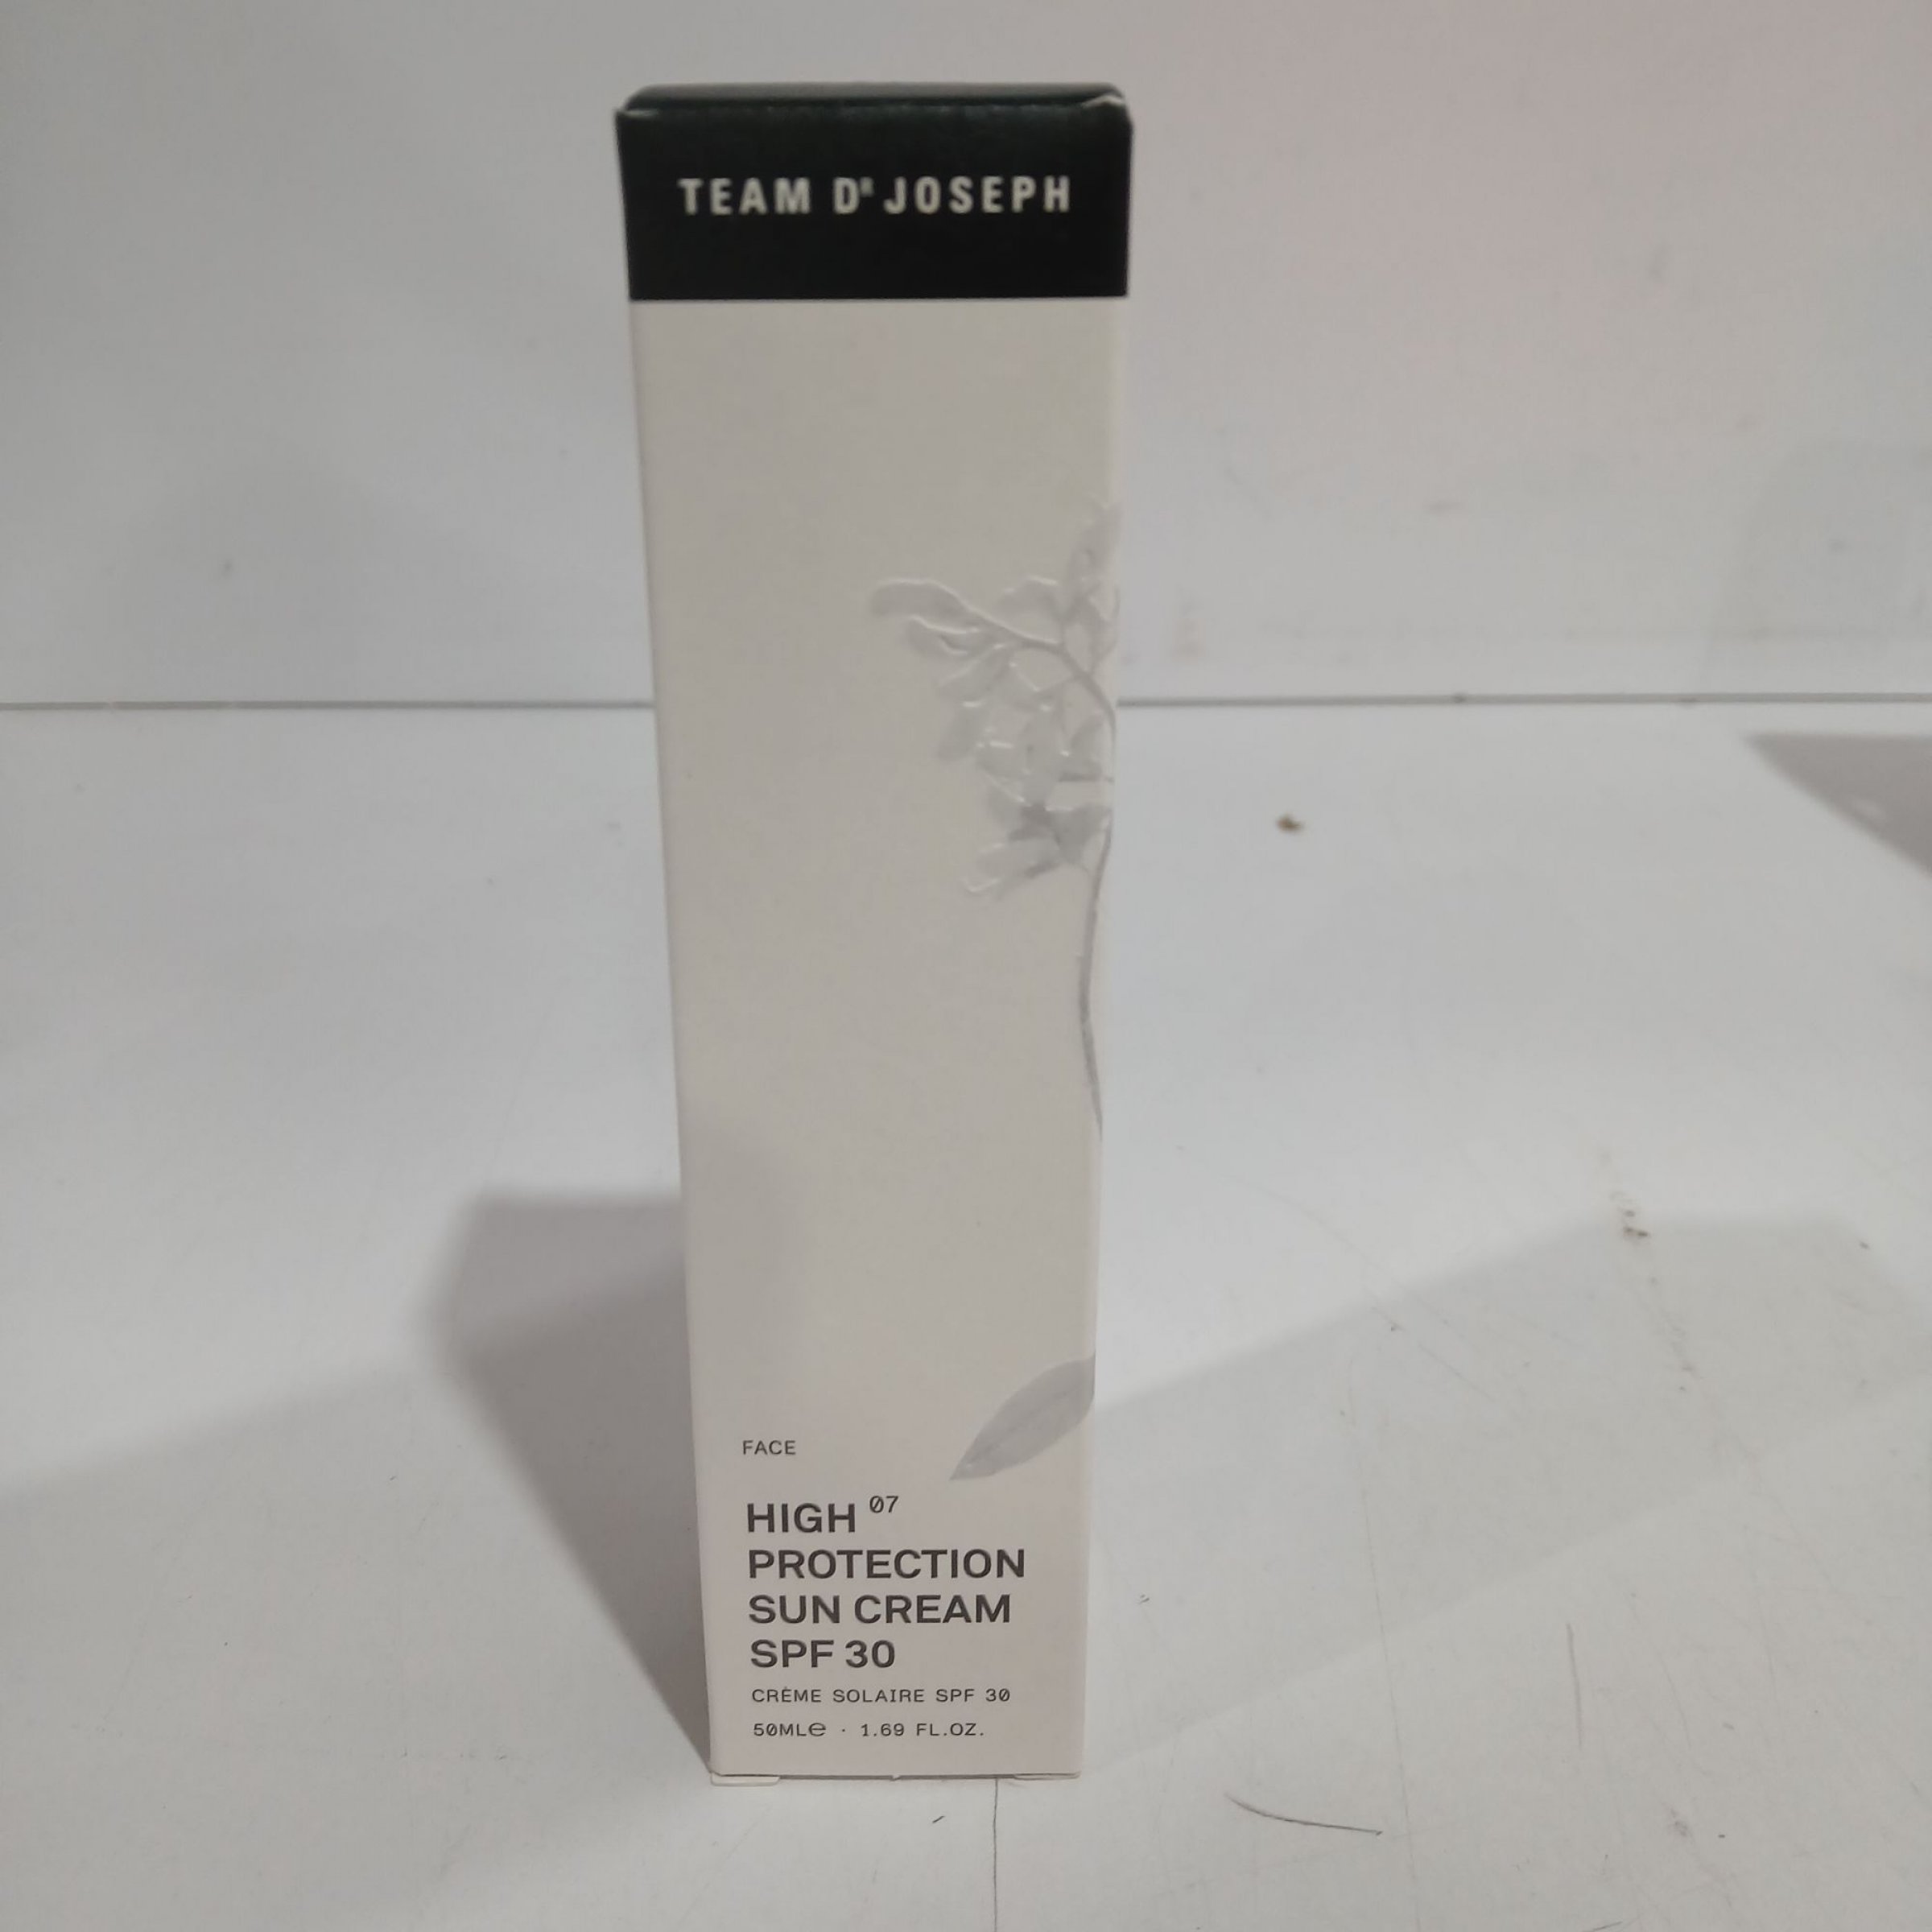 TEAM Dᴿ JOSEPH
FACE
HIGH 07
PROTECTION
SUN CREAM
SPF 30
CRÈME SOLAIRE SPF 30
50ML℮ · 1.69 FL.OZ.